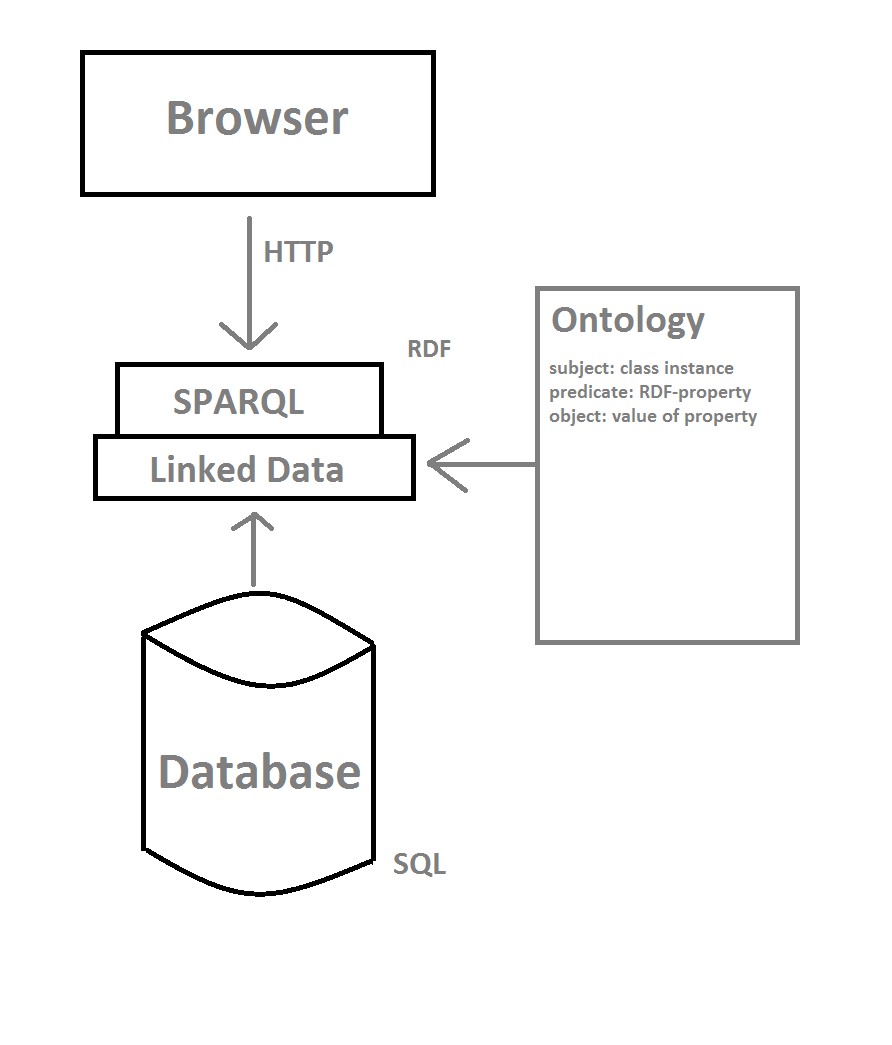 Browser
HTTP
RDF
SPARQL
Linked Data
Ontology
subject: class instance
predicate: RDF-property
object: value of property
Database
SQL